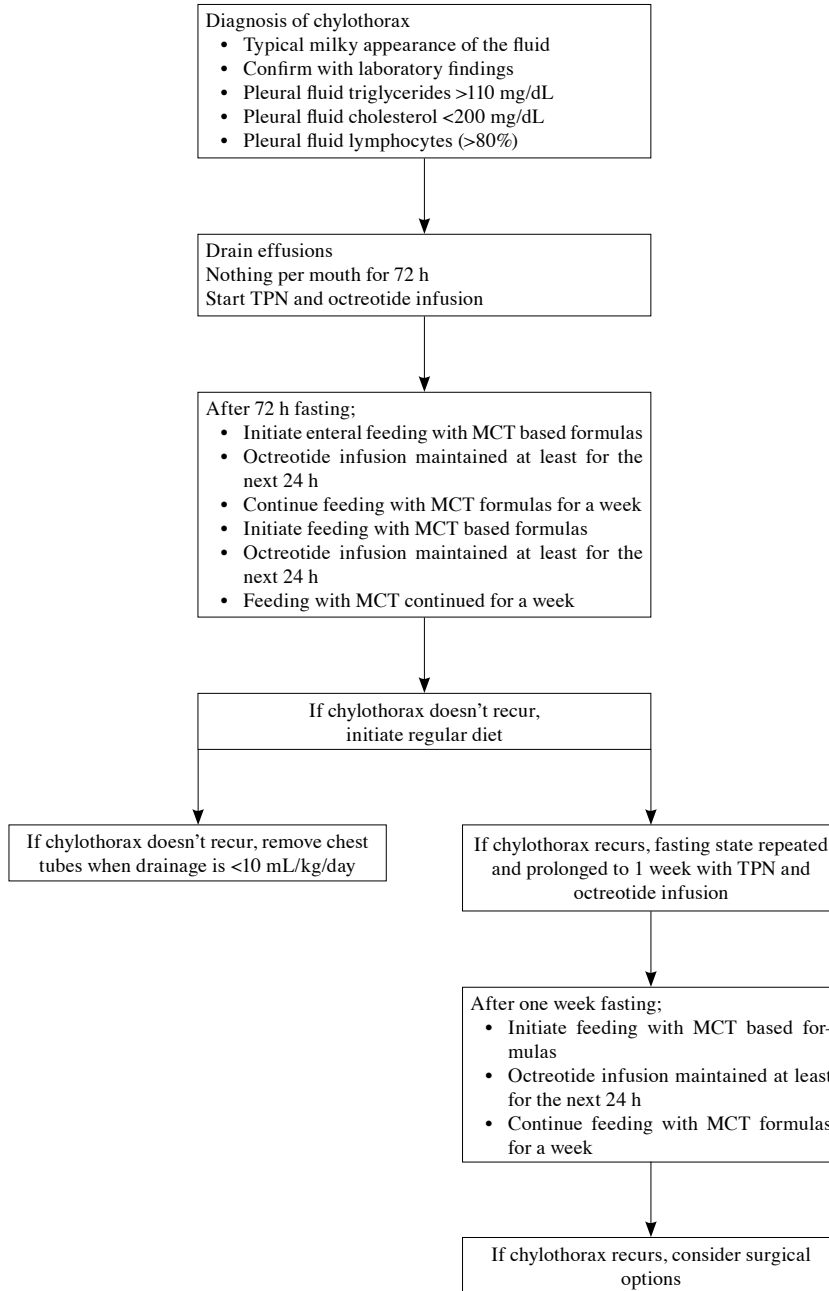 Diagnosis of chylothorax
• Typical milky appearance of the fluid
• Confirm with laboratory findings
• Pleural fluid triglycerides >110 mg/dL
• Pleural fluid cholesterol <200 mg/dL
• Pleural fluid lymphocytes (>80%)
Drain effusions
Nothing per mouth for 72 h
Start TPN and octreotide infusion
After 72 h fasting;
• Initiate enteral feeding with MCT based formulas
• Octreotide infusion maintained at least for the
next 24 h
• Continue feeding with MCT formulas for a week
• Initiate feeding with MCT based formulas
• Octreotide infusion maintained at least for the
next 24 h
• Feeding with MCT continued for a week
If chylothorax doesn't recur,
initiate regular diet
If chylothorax doesn't recur, remove chest
tubes when drainage is <10 mL/kg/day
If chylothorax recurs, fasting state repeated
and prolonged to 1 week with TPN and
octreotide infusion
After one week fasting;
• Initiate feeding with MCT based for-
mulas
• Octreotide infusion maintained at least
for the next 24 h
• Continue feeding with MCT formulas
for a week
If chylothorax recurs, consider surgical
options